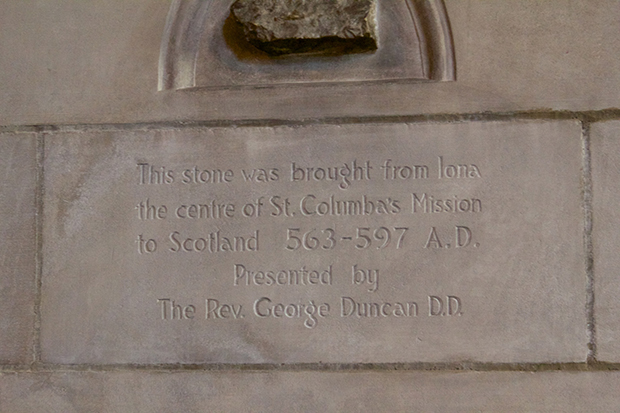 This stone was brought from Iona
the centre of St. Columba's Mission
to Scotland 563-597 A.D.
Presented by
The Rev. George Duncan D.D.